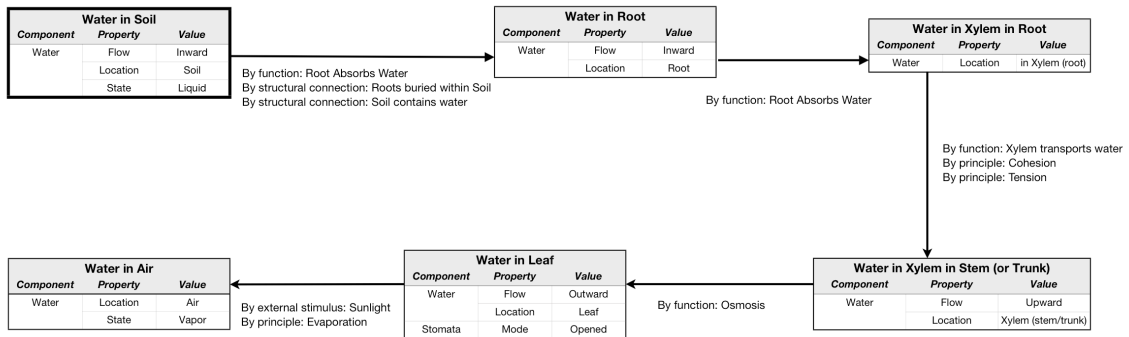 Water in Soil
Component Property Value
Water Flow Inward
Location Soil
State Liquid
By function: Root Absorbs Water
By structural connection: Roots buried within Soil
By structural connection: Soil contains water
Water in Root
Component Property Value
Water Flow Inward
Location Root
By function: Root Absorbs Water
Water in Xylem in Root
Component Property Value
Water Location in Xylem (root)
By function: Xylem transports water
By principle: Cohesion
By principle: Tension
Water in Xylem in Stem (or Trunk)
Component Property Value
Water Flow Upward
Location Xylem (stem/trunk)
By function: Osmosis
Water in Leaf
Component Property Value
Water Flow Outward
Location Leaf
Stomata Mode Opened
By external stimulus: Sunlight
By principle: Evaporation
Water in Air
Component Property Value
Water Location Air
State Vapor